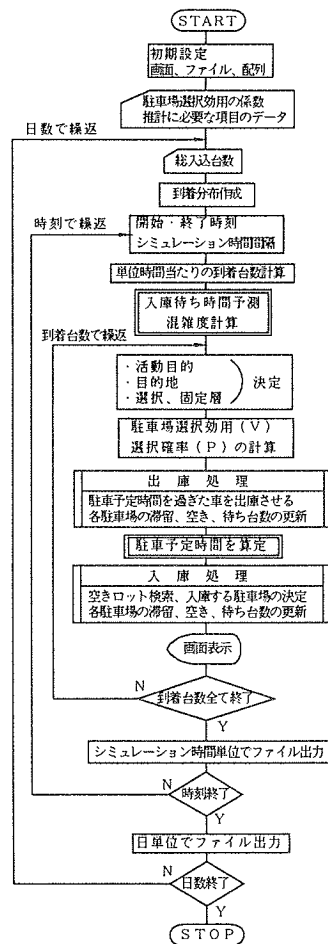 START
初期設定
画面、ファイル、配列
駐車場選択効用の係数
推計に必要な項目のデータ
日数で繰返
総入込台数
到着分布作成
時刻で繰返
開始・終了時刻
シミュレーション時間間隔
単位時間当たりの到着台数計算
入庫待ち時間予測
混雑度計算
到着台数で繰返
・活動目的
・目的地
・選択、固定層
決定
駐車場選択効用(V)
選択確率(P)の計算
出庫処理
駐車予定時間を過ぎた車を出庫させる
各駐車場の滞留、空き、待ち台数の更新
駐車予定時間を算定
入庫処理
空きロット検索、入庫する駐車場の決定
各駐車場の滞留、空き、待ち台数の更新
画面表示
N
到着台数全て終了
Y
シミュレーション時間単位でファイル出力
N
時刻終了
Y
日単位でファイル出力
N
日数終了
Y
STOP